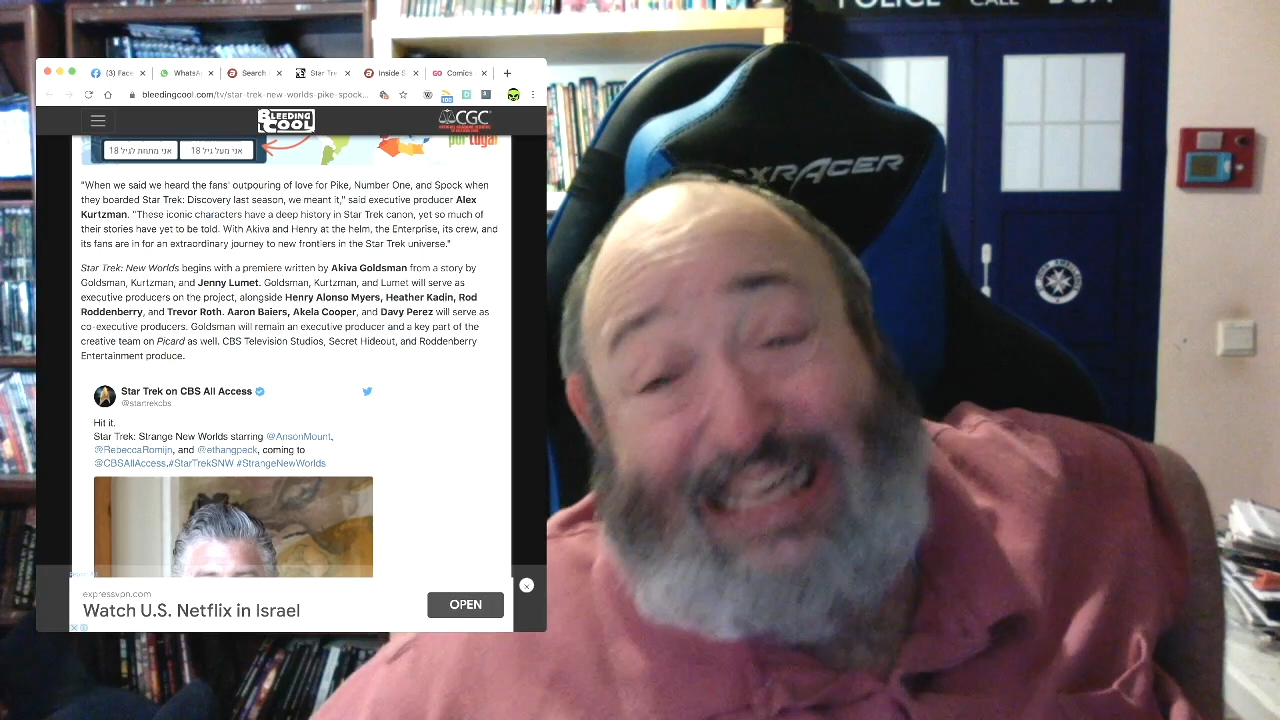 POLICE CALL BOX
(3) Face
WhatsA
Search
Star Tre
Inside S
Comics
bleedingcool.com/tv/star-trek-new-worlds-pike-spock...
BLEEDING
COOL
CGC
portugal
אני מתחת לגיל 18
אני מעל גיל 18
"When we said we heard the fans' outpouring of love for Pike, Number One, and Spock when
they boarded Star Trek: Discovery last season, we meant it," said executive producer Alex
Kurtzman. "These iconic characters have a deep history in Star Trek canon, yet so much of
their stories have yet to be told. With Akiva and Henry at the helm, the Enterprise, its crew, and
its fans are in for an extraordinary journey to new frontiers in the Star Trek universe."
Star Trek: New Worlds begins with a premiere written by Akiva Goldsman from a story by
Goldsman, Kurtzman, and Jenny Lumet. Goldsman, Kurtzman and Lumet will serve as
executive producers on the project, alongside Henry Alonso Myers, Heather Kadin, Rod
Roddenberry, and Trevor Roth. Aaron Baiers, Akela Cooper, and Davy Perez will serve as
co-executive producers. Goldsman will remain an executive producer and a key part of the
creative team on Picard as well. CBS Television Studios, Secret Hideout, and Roddenberry
Entertainment produce.
Star Trek on CBS All Access
@startrekcbs
Hit it.
Star Trek: Strange New Worlds starring @AnsonMount,
@RebeccaRomijn, and @ethangpeck, coming to
@CBSAllAccess.#StarTrekSNW #StrangeNewWorlds
expressvpn.com
Watch U.S. Netflix in Israel
OPEN
DXRACER